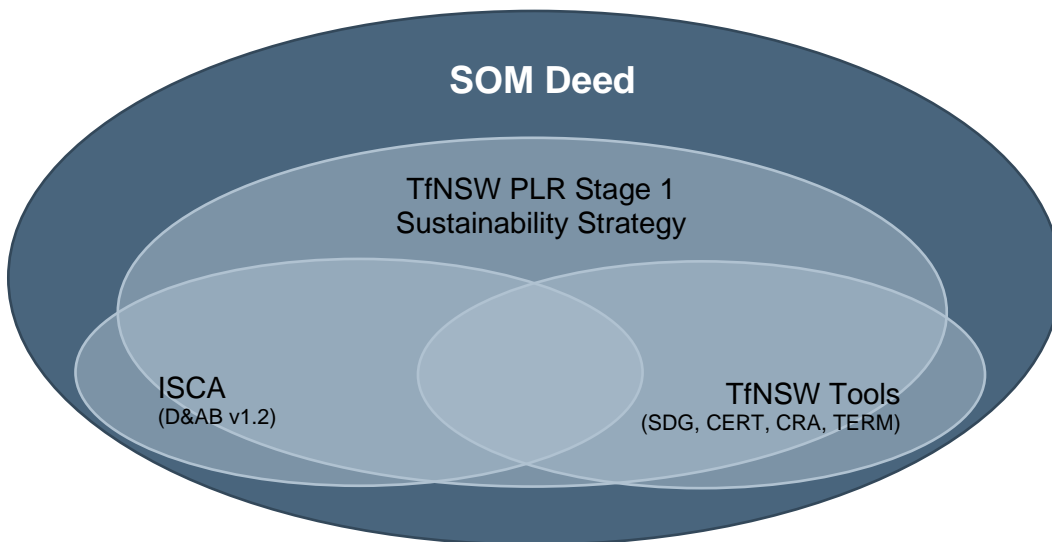 SOM Deed
TfNSW PLR Stage 1
Sustainability Strategy
ISCA
(D&AB v1.2)
TfNSW Tools
(SDG, CERT, CRA, TERM)